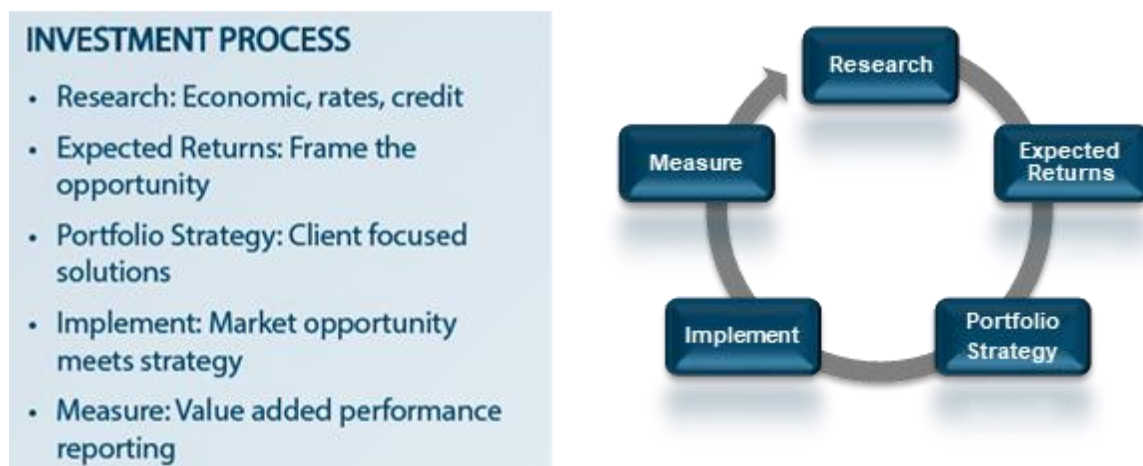 INVESTMENT PROCESS
• Research: Economic, rates, credit
• Expected Returns: Frame the
opportunity
• Portfolio Strategy: Client focused
solutions
• Implement: Market opportunity
meets strategy
• Measure: Value added performance
reporting
Research
Expected
Returns
Portfolio
Strategy
Implement
Measure